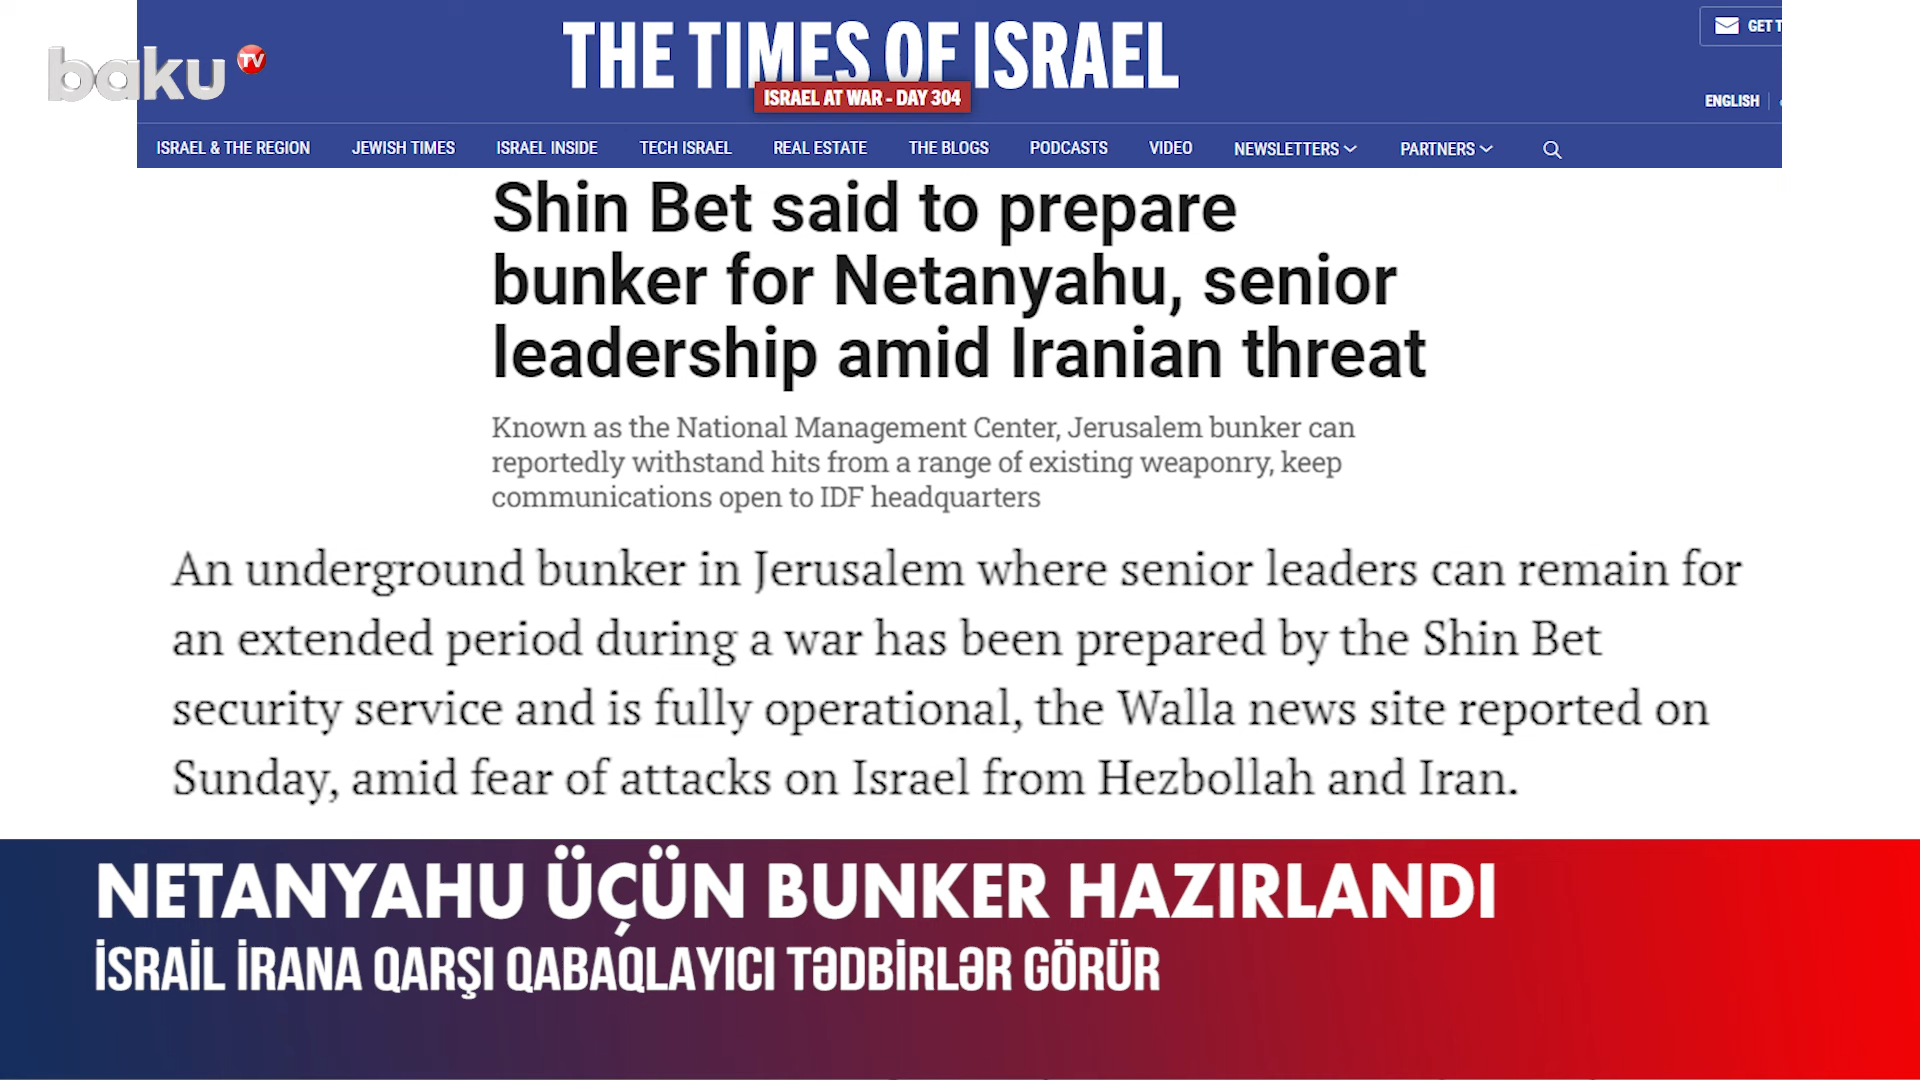 baku TV
THE TIMES OF ISRAEL
ISRAEL AT WAR - DAY 304
GET
ENGLISH
ISRAEL & THE REGION JEWISH TIMES ISRAEL INSIDE TECH ISRAEL REAL ESTATE THE BLOGS PODCASTS VIDEO NEWSLETTERS PARTNERS
Shin Bet said to prepare
bunker for Netanyahu, senior
leadership amid Iranian threat
Known as the National Management Center, Jerusalem bunker can
reportedly withstand hits from a range of existing weaponry, keep
communications open to IDF headquarters
An underground bunker in Jerusalem where senior leaders can remain for
an extended period during a war has been prepared by the Shin Bet
security service and is fully operational, the Walla news site reported on
Sunday, amid fear of attacks on Israel from Hezbollah and Iran.
NETANYAHU ÜÇÜN BUNKER HAZIRLANDI
İSRAİL İRANA QARŞI QABAQLAYICI TƏDBİRLƏR GÖRÜR